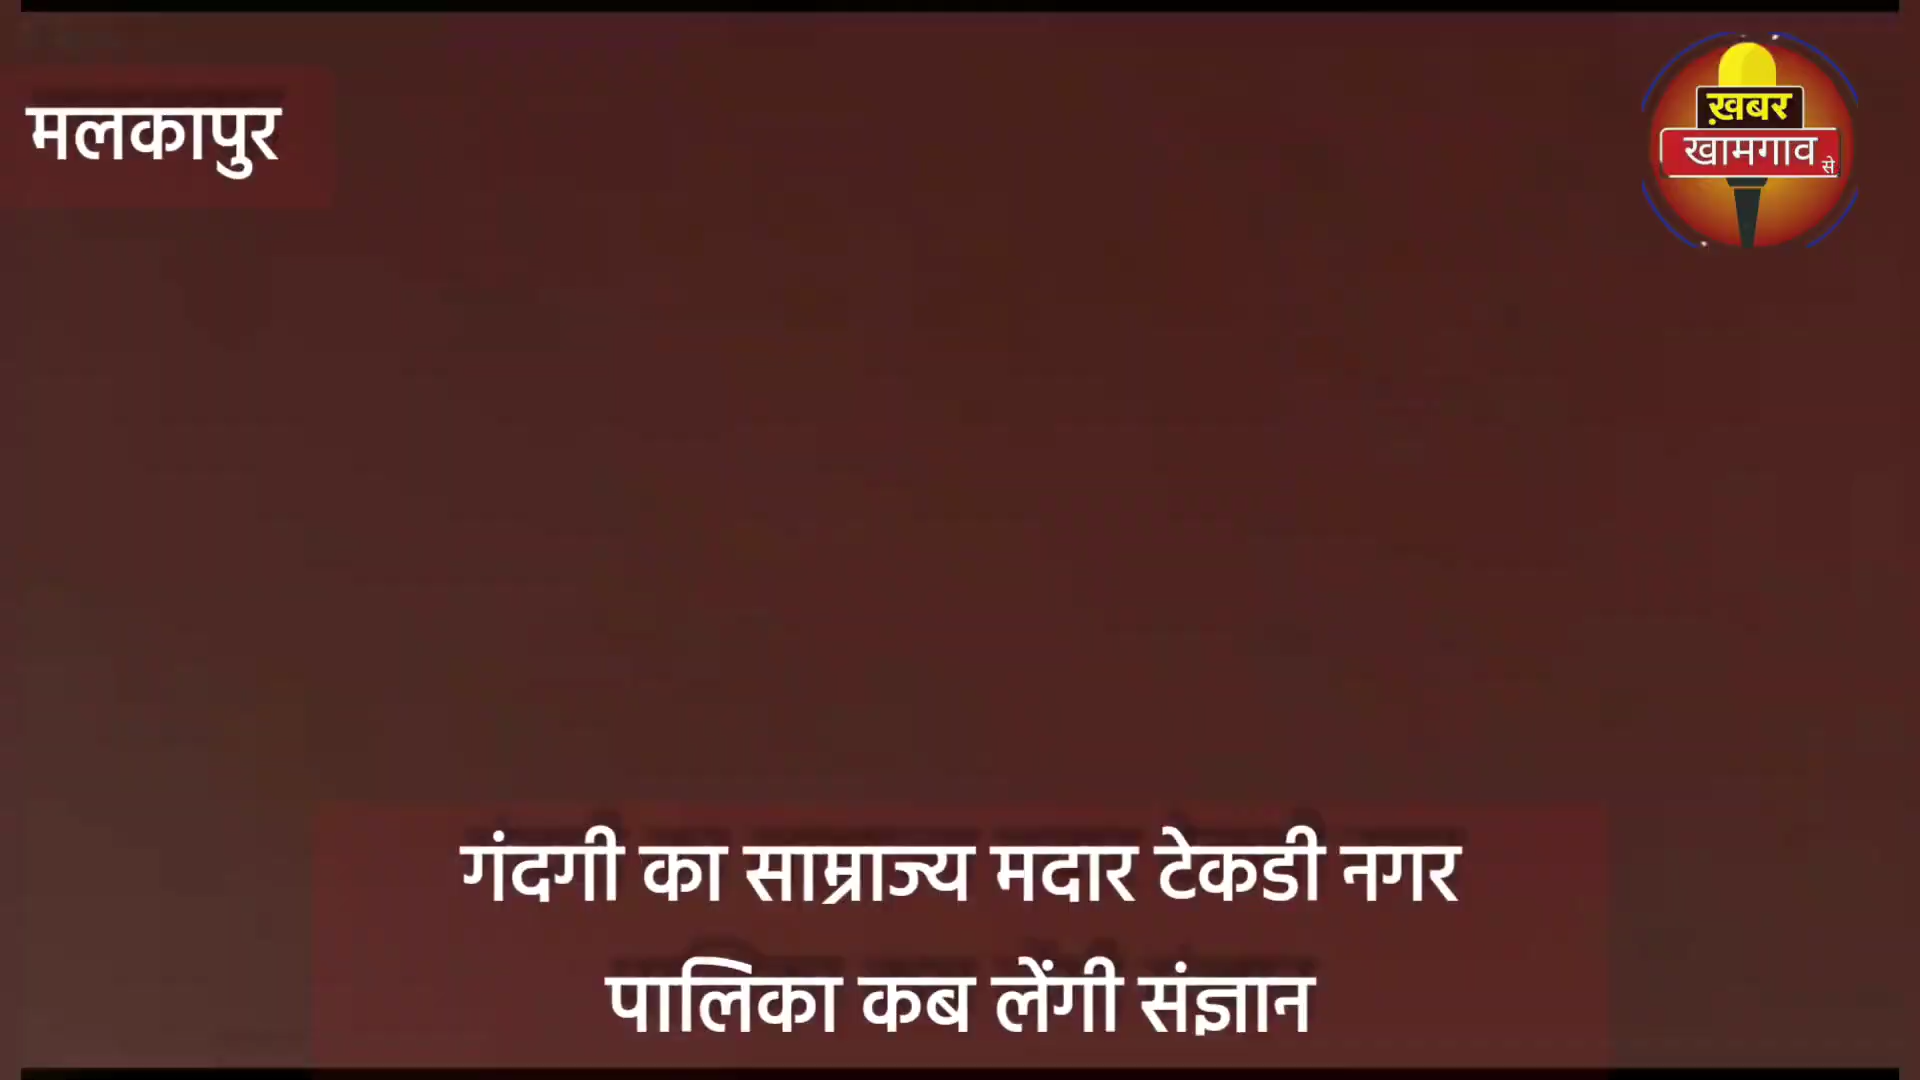 मलकापुर
ख़बर
खामगाव से
गंदगी का साम्राज्य मदार टेकडी नगर
पालिका कब लेंगी संज्ञान